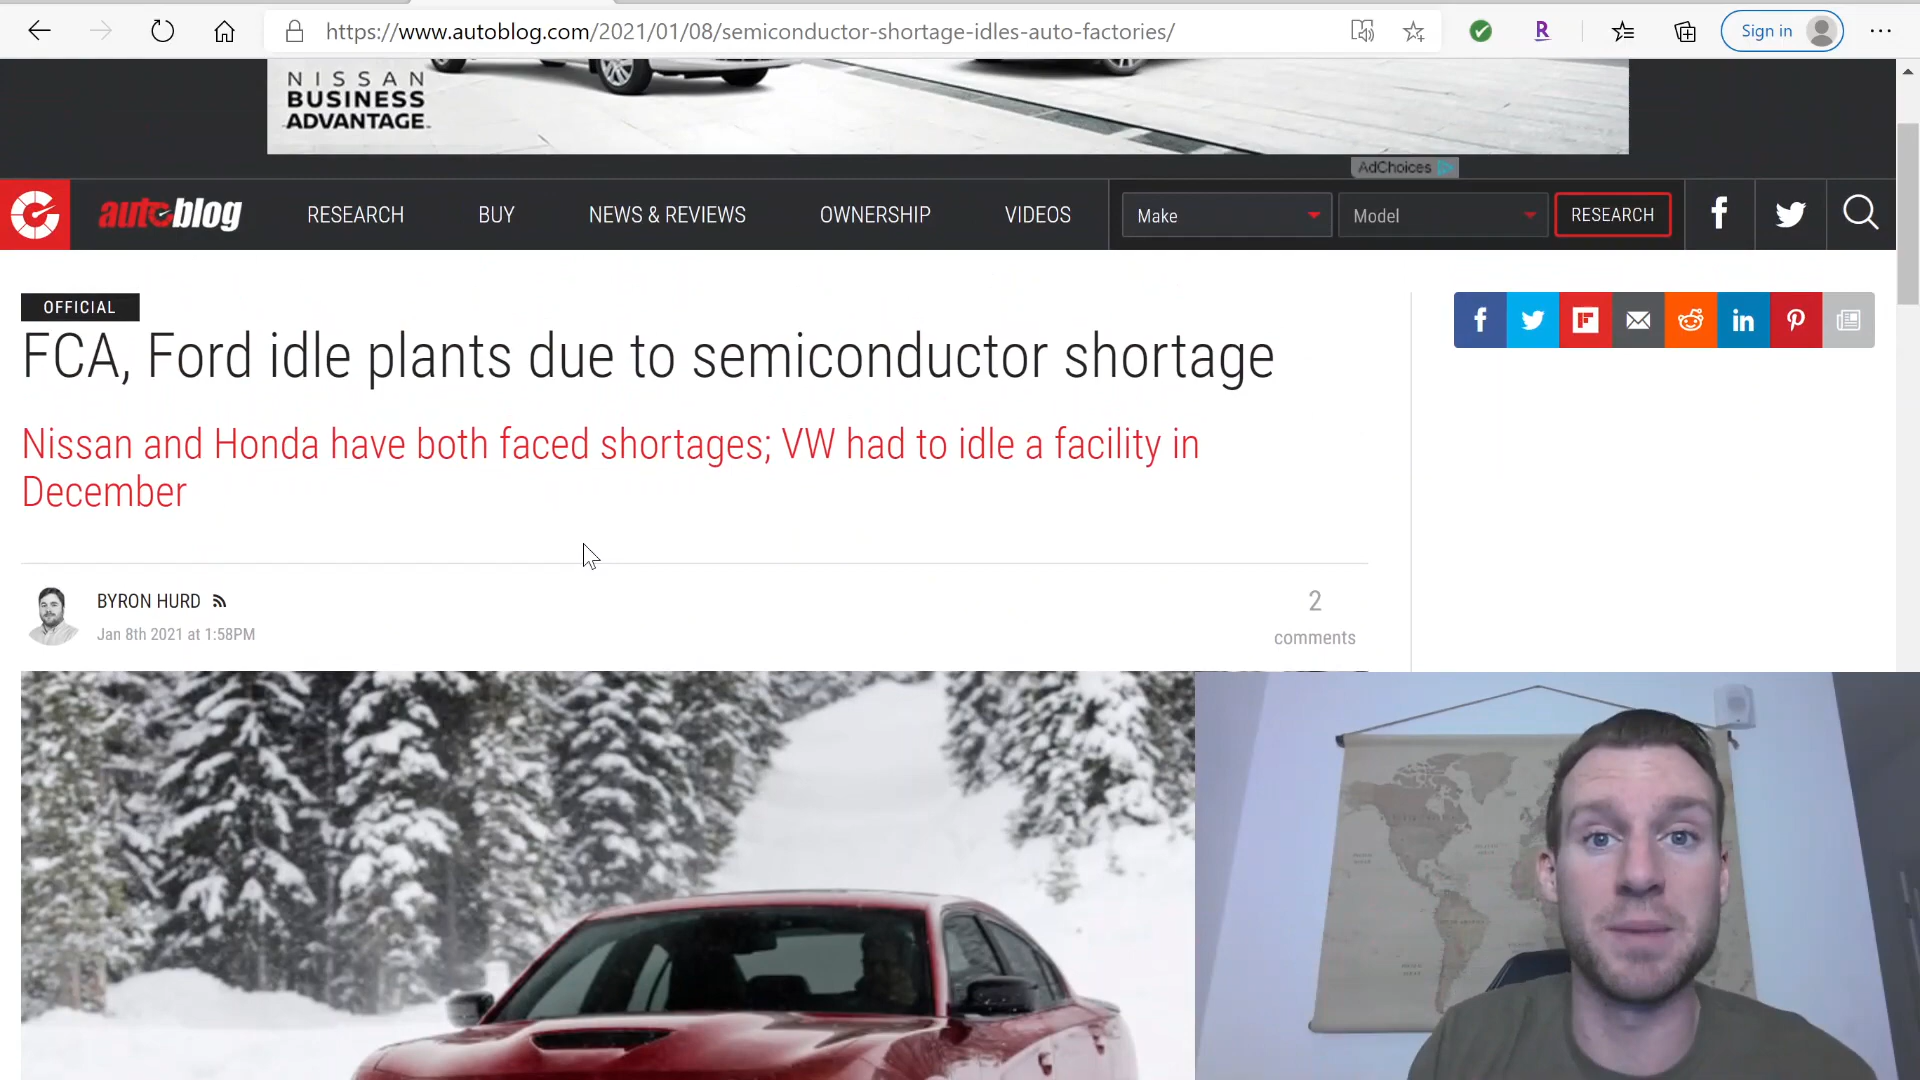 https://www.autoblog.com/2021/01/08/semiconductor-shortage-idles-auto-factories/
Sign in
NISSAN
BUSINESS
ADVANTAGE
AdChoices
autoblog
RESEARCH
BUY
NEWS & REVIEWS
OWNERSHIP
VIDEOS
Make
Model
RESEARCH
OFFICIAL
FCA, Ford idle plants due to semiconductor shortage
Nissan and Honda have both faced shortages; VW had to idle a facility in
December
BYRON HURD
Jan 8th 2021 at 1:58PM
2
comments